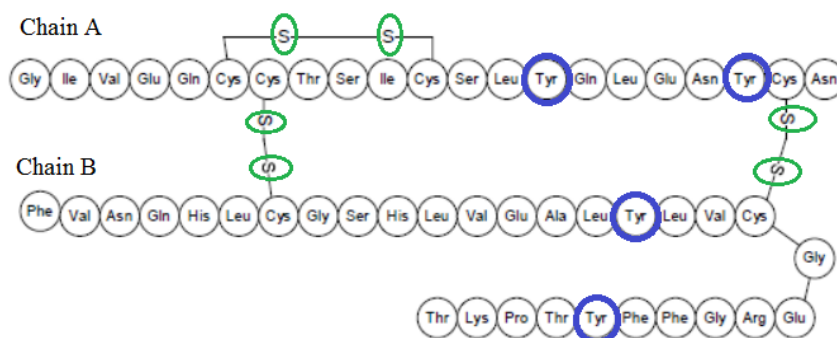 Chain A
S S
Gly Ile Val Glu Gln Cys Cys Thr Ser Ile Cys Ser Leu Tyr Gln Leu Glu Asn Tyr Cys Asn
S S
S S
Chain B
Phe Val Asn Gln His Leu Cys Gly Ser His Leu Val Glu Ala Leu Tyr Leu Val Cys
Gly
Thr Lys Pro Thr Tyr Phe Phe Gly Arg Glu